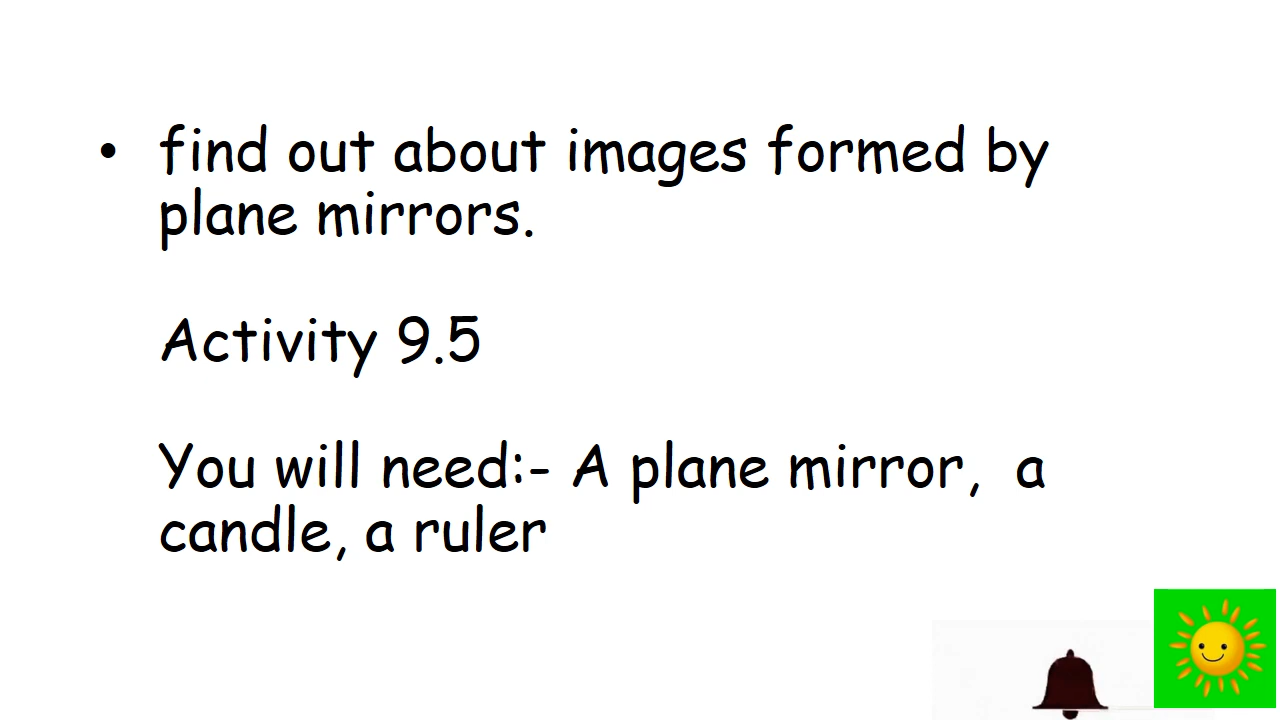 • find out about images formed by
plane mirrors.
Activity 9.5
You will need:- A plane mirror,  a
candle, a ruler